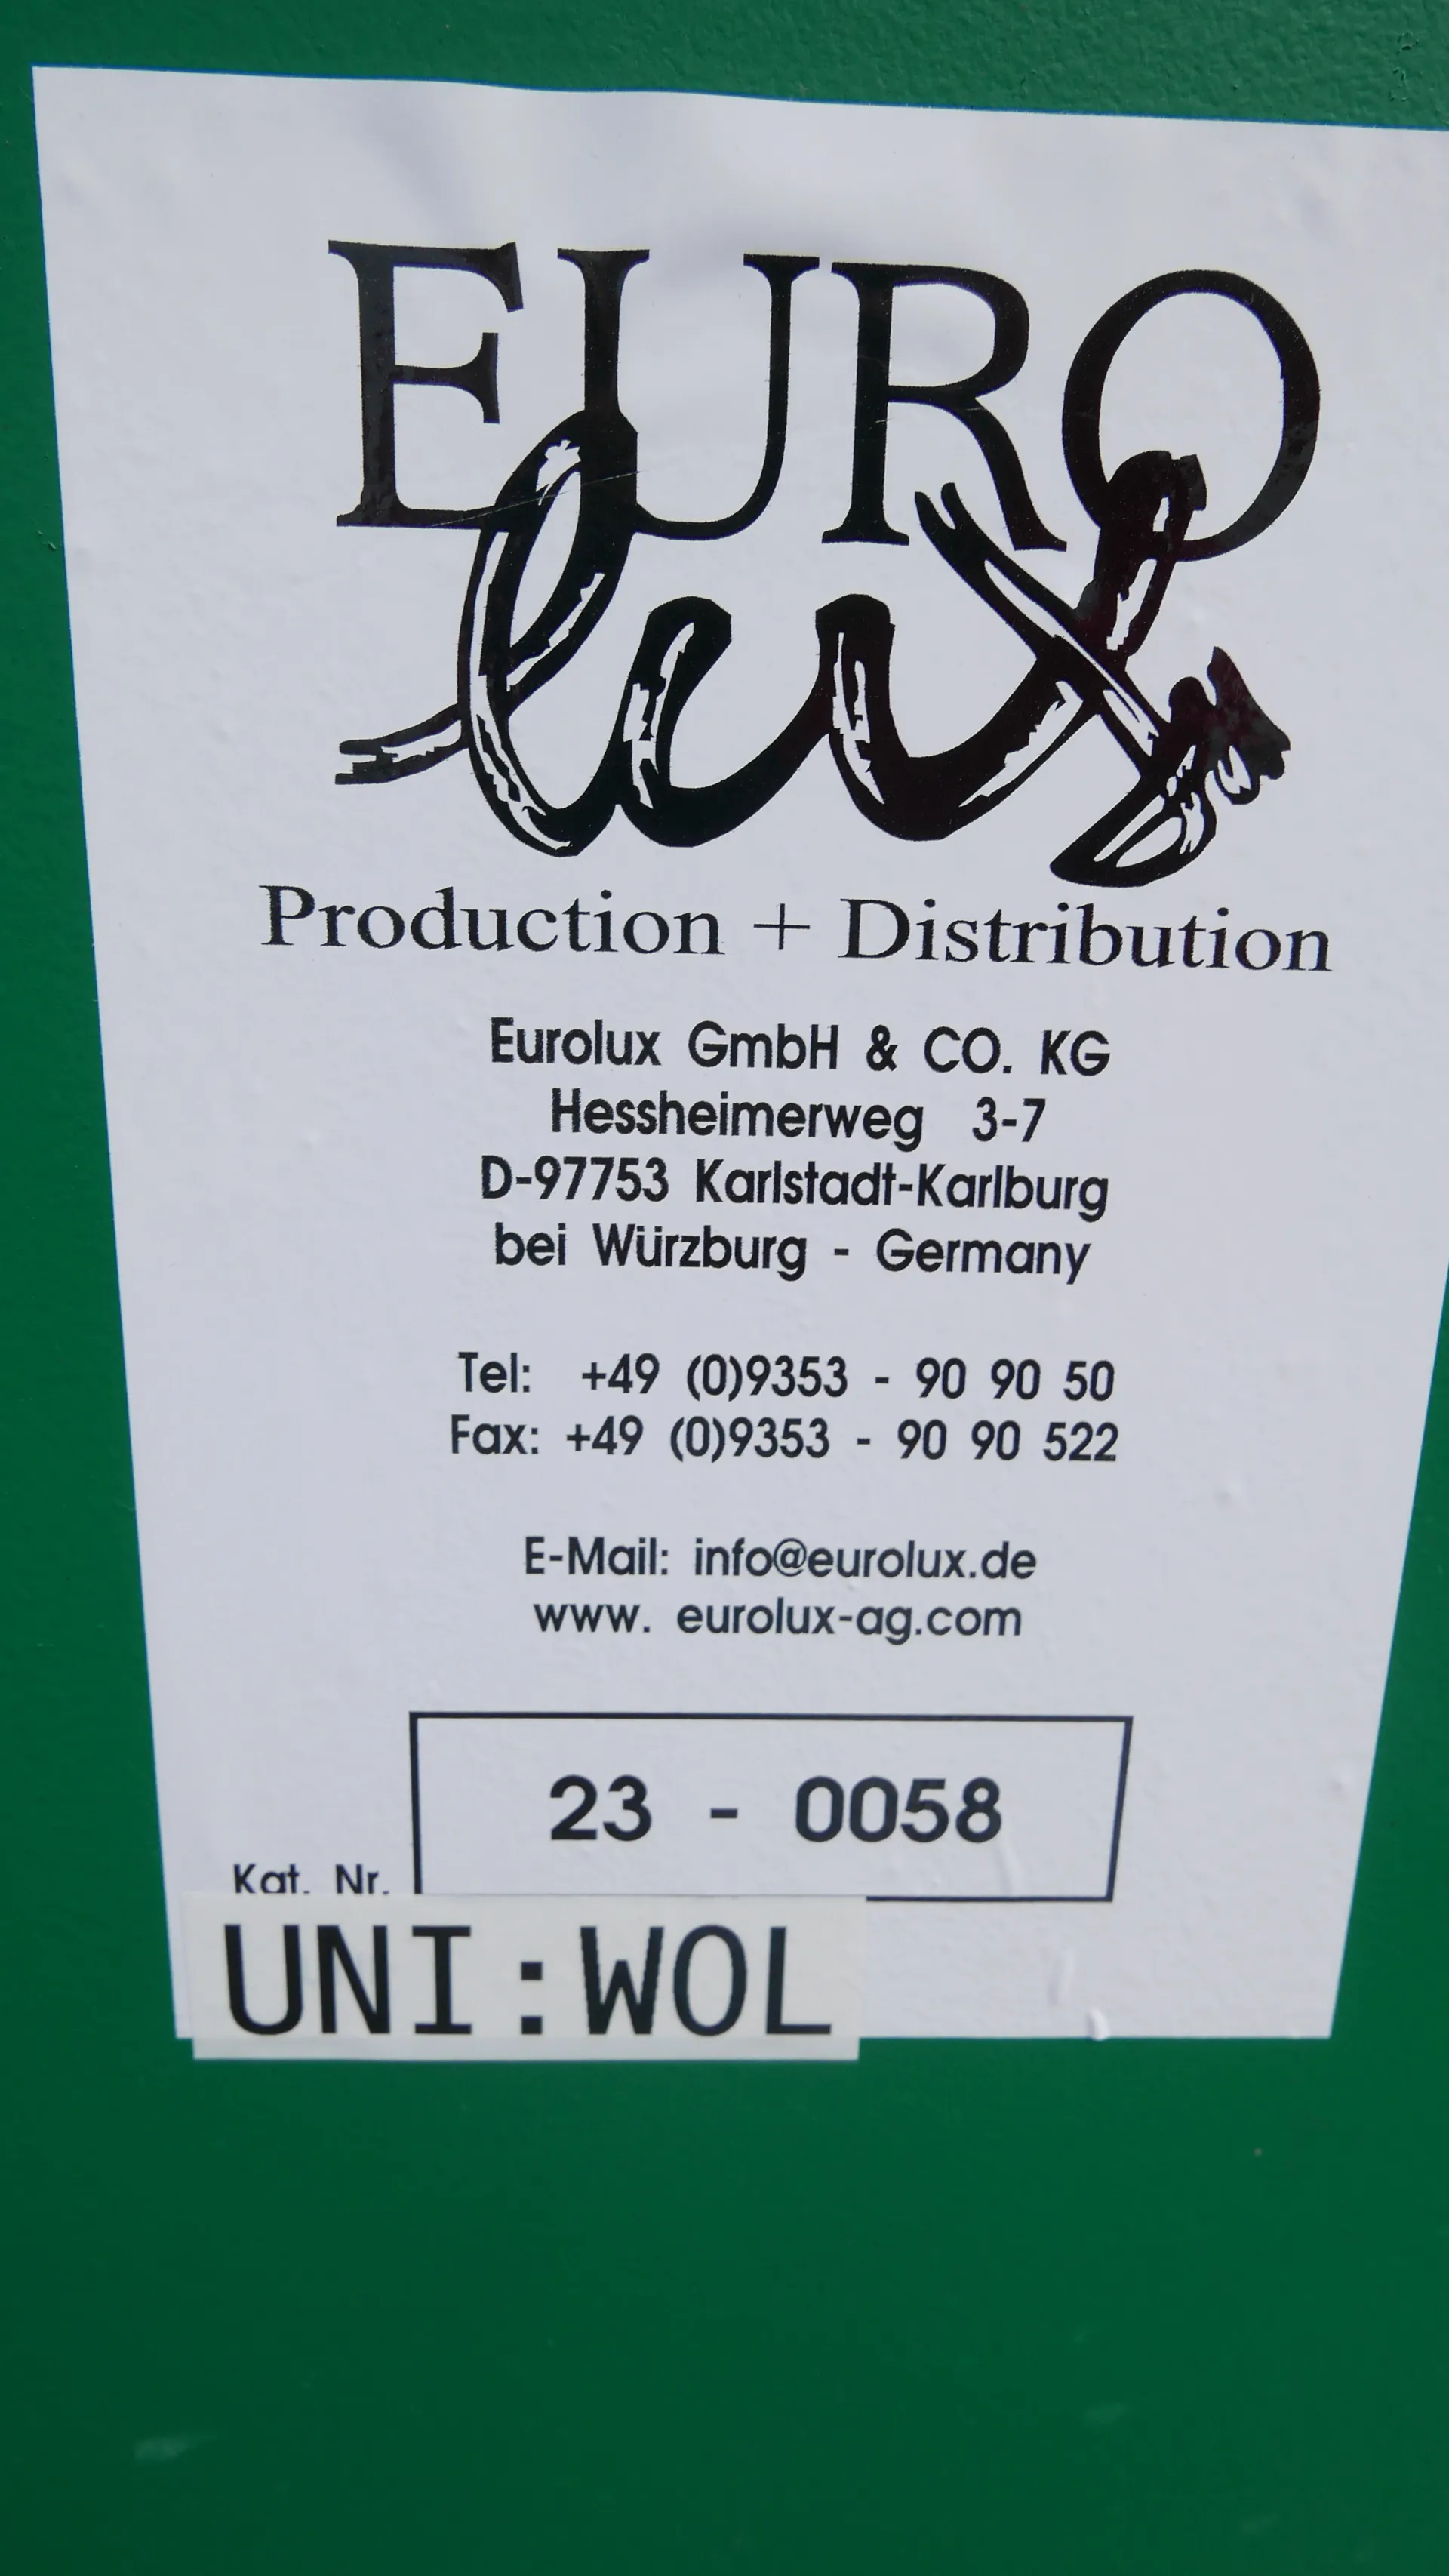 EURO
lux
Production + Distribution
Eurolux GmbH & CO. KG
Hessheimerweg 3-7
D-97753 Karlstadt-Karlburg
bei Würzburg - Germany
Tel: +49 (0)9353 - 90 90 50
Fax: +49 (0)9353 - 90 90 522
E-Mail: info@eurolux.de
www. eurolux-ag.com
23 - 0058
Kat. Nr.
UNI:WOL